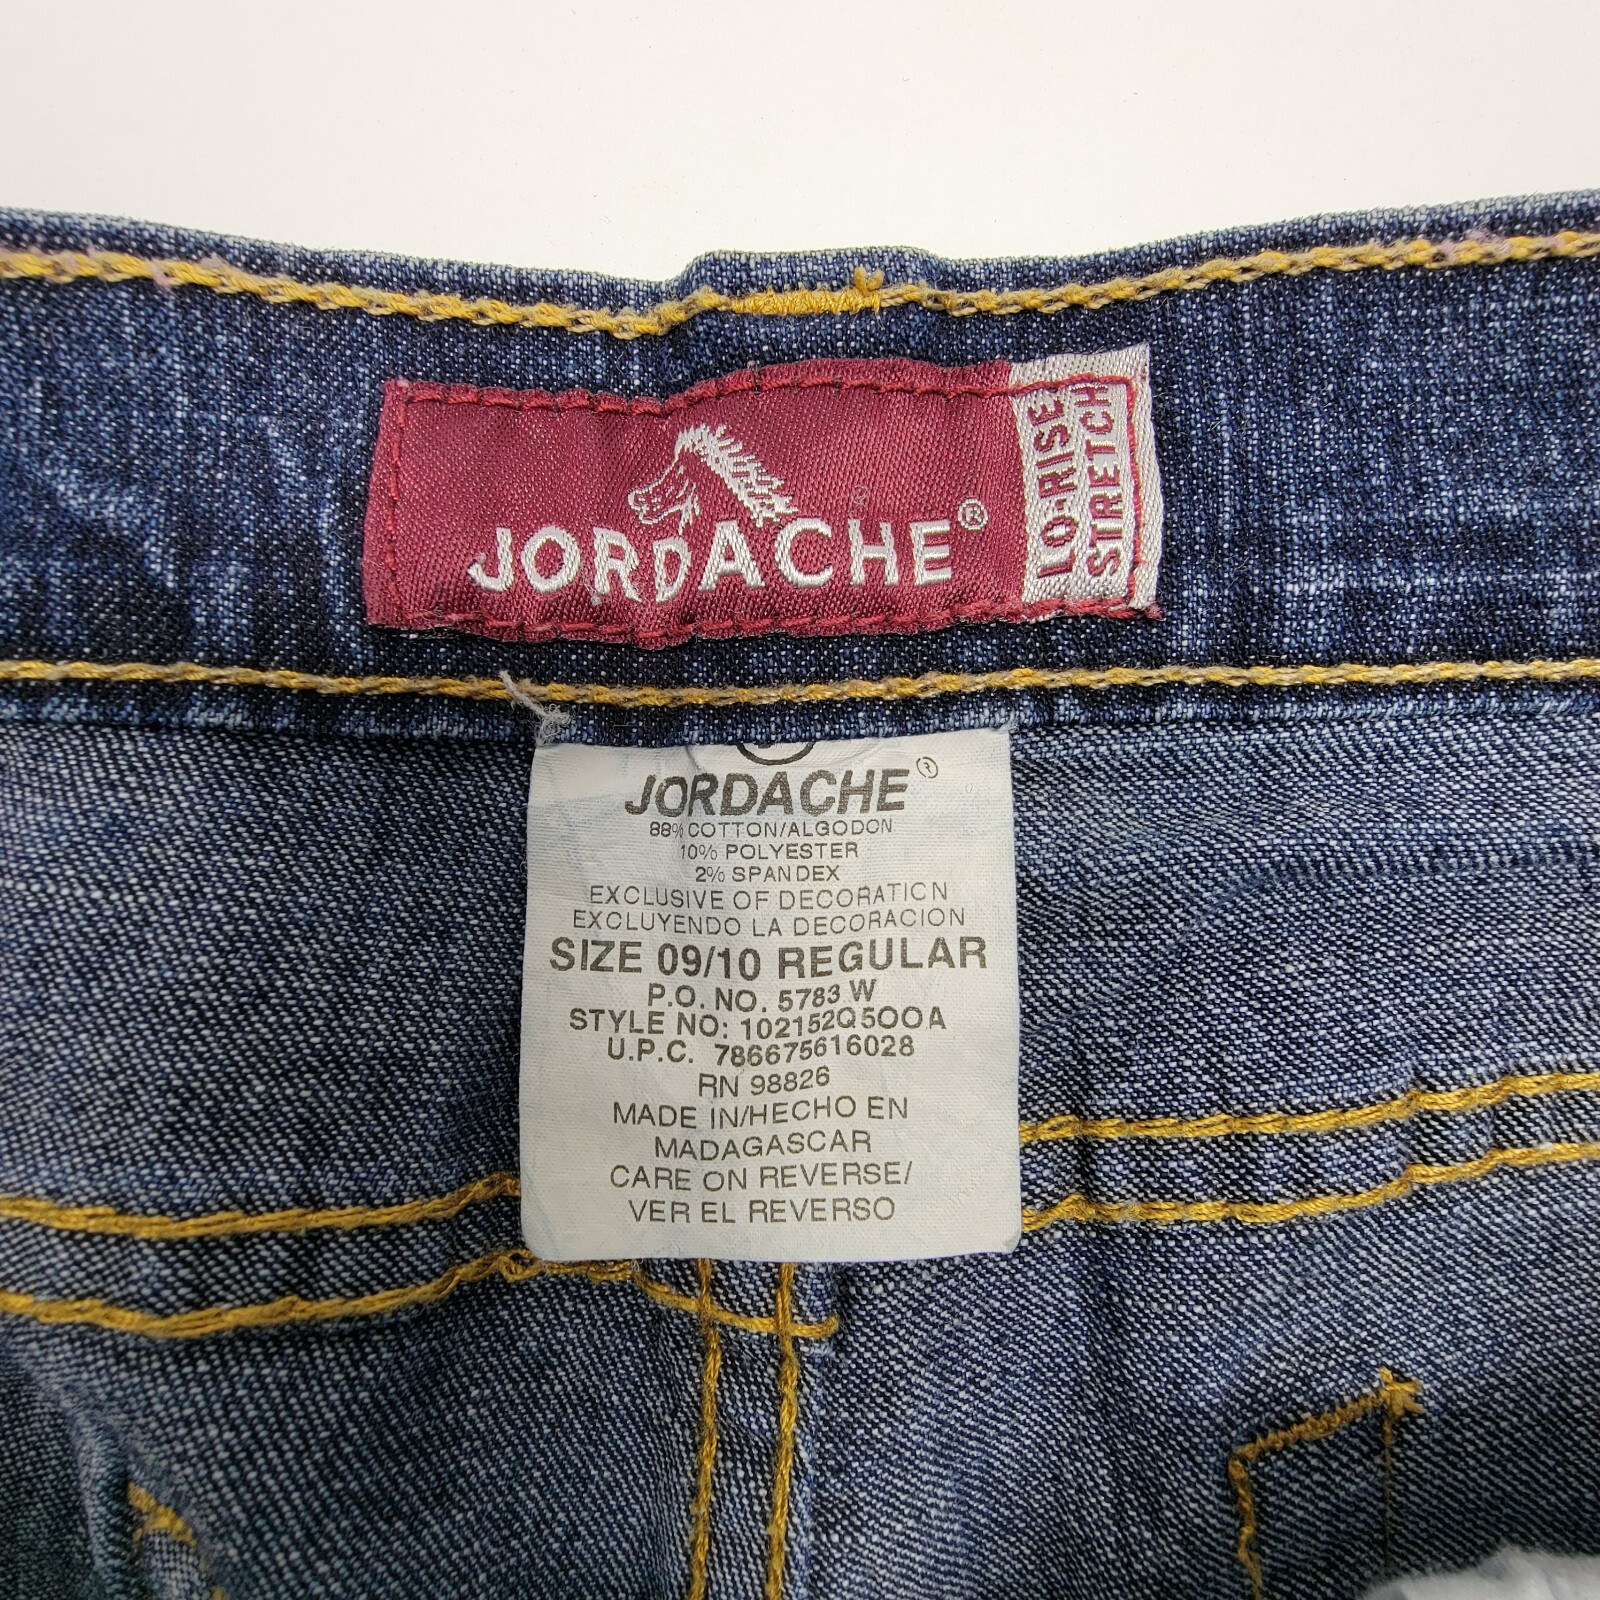 JORDACHE®
LO-RISE
STRETCH
JORDACHE®
88% COTTON/ALGODON
10% POLYESTER
2% SPANDEX
EXCLUSIVE OF DECORATION
EXCLUYENDO LA DECORACION
SIZE 09/10 REGULAR
P.O. NO. 5783 W
STYLE NO: 102152Q500A
U.P.C. 786675616028
RN 98826
MADE IN/HECHO EN
MADAGASCAR
CARE ON REVERSE/
VER EL REVERSO